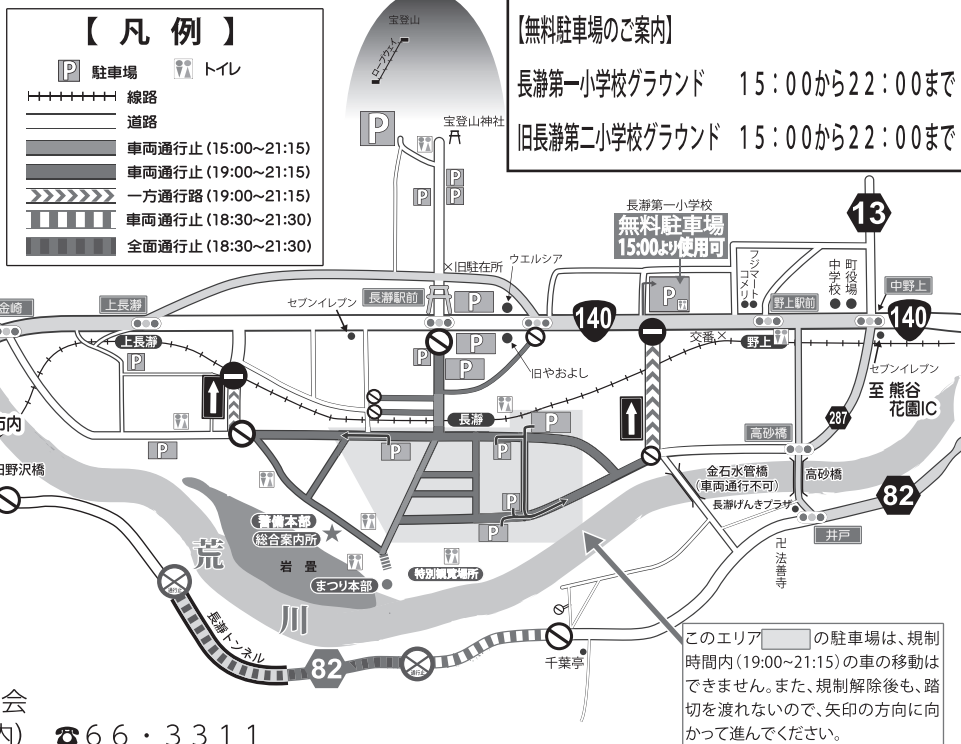 【 凡 例 】
P 駐車場
トイレ
線路
道路
車両通行止(15:00~21:15)
車両通行止(19:00~21:15)
一方通行路(19:00~21:15)
車両通行止(18:30~21:30)
全面通行止(18:30~21:30)
【無料駐車場のご案内】
長瀞第一小学校グラウンド 15:00から22:00まで
旧長瀞第二小学校グラウンド 15:00から22:00まで
宝登山
ロープウェイ
P
宝登山神社
P
P
P
長瀞第一小学校
無料駐車場
15:00より使用可
P
13
×旧駐在所
ウエルシア
フジマート
コメリ
中学校
町役場
中野上
金崎
上長瀞
セブンイレブン
長瀞駅前
P
140
野上駅前
140
上長瀞
P
P
P
P
旧やおよし
交番×
野上
セブンイレブン
至 熊谷
花園IC
市内
長瀞
P
287
高砂橋
P
P
P
高砂橋
金石水管橋
(車両通行不可)
長瀞げんきプラザ
82
P
P
井戸
警備本部
総合案内所
岩畳
まつり本部
特別観覧場所
卍法善寺
荒
川
通行止
長瀞トンネル
82
通行止
千葉亭
このエリア の駐車場は、規制
時間内(19:00~21:15)の車の移動は
できません。また、規制解除後も、踏
切を渡れないので、矢印の方向に向
かって進んでください。
会
内) ☎66・3311